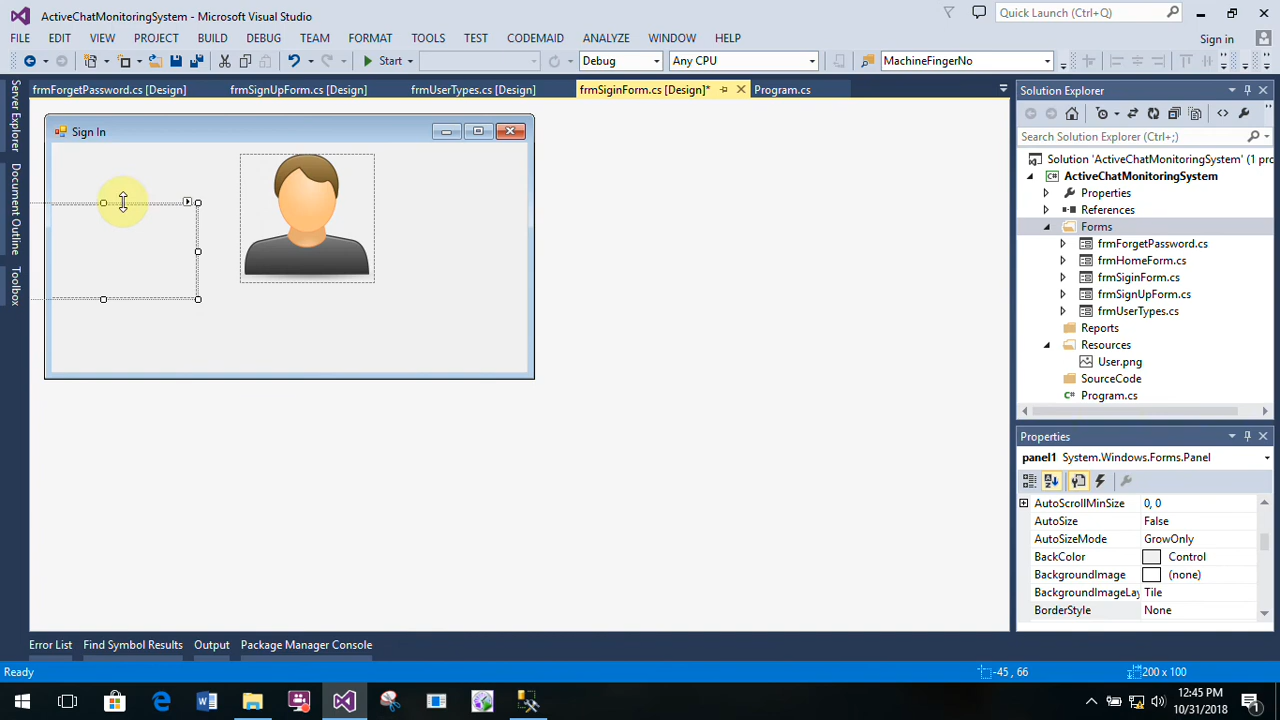 ActiveChatMonitoringSystem - Microsoft Visual Studio
Quick Launch (Ctrl+Q)
FILE EDIT VIEW PROJECT BUILD DEBUG TEAM FORMAT TOOLS TEST CODEMAID ANALYZE WINDOW HELP
Sign in
Start Debug Any CPU MachineFingerNo
frmForgetPassword.cs [Design] frmSignUpForm.cs [Design] frmUserTypes.cs [Design] frmSiginForm.cs [Design]* Program.cs
Server Explorer
Document Outline
Toolbox
Sign In
Solution Explorer
Search Solution Explorer (Ctrl+;)
Solution 'ActiveChatMonitoringSystem' (1 proj
ActiveChatMonitoringSystem
Properties
References
Forms
frmForgetPassword.cs
frmHomeForm.cs
frmSiginForm.cs
frmSignUpForm.cs
frmUserTypes.cs
Reports
Resources
User.png
SourceCode
Program.cs
Properties
panel1 System.Windows.Forms.Panel
AutoScrollMinSize 0, 0
AutoSize False
AutoSizeMode GrowOnly
BackColor Control
BackgroundImage (none)
BackgroundImageLay Tile
BorderStyle None
Error List Find Symbol Results Output Package Manager Console
Ready -45 , 66 200 x 100
12:45 PM
10/31/2018